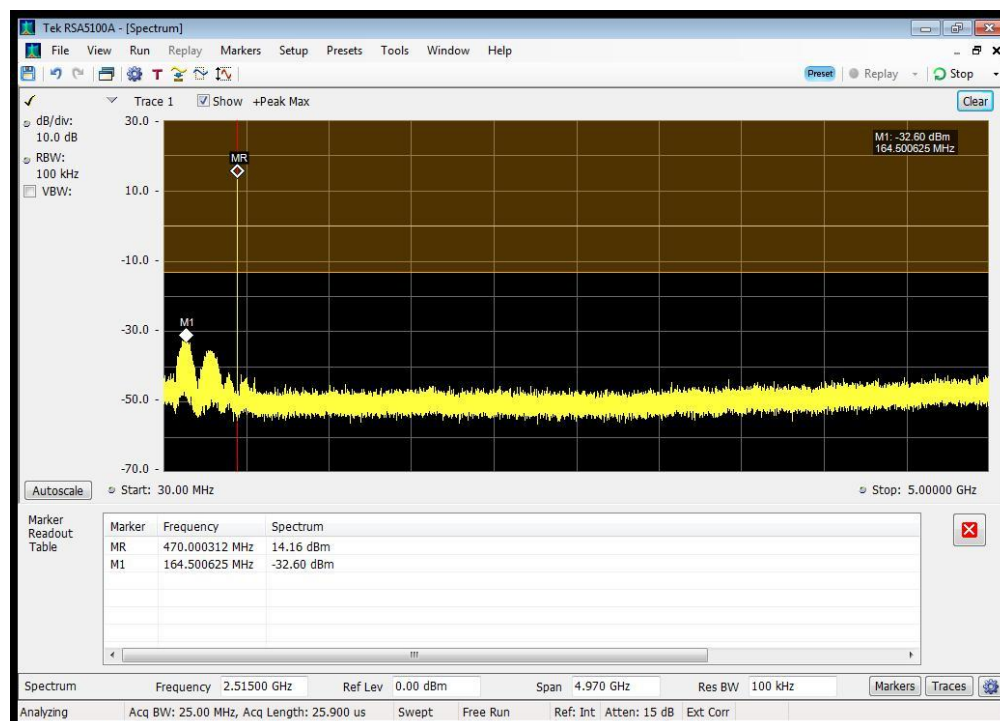 Tek RSA5100A - [Spectrum]
File View Run Replay Markers Setup Presets Tools Window Help
T Preset Replay Stop
Trace 1 Show +Peak Max Clear
dB/div:
10.0 dB
RBW:
100 kHz
VBW:
30.0
10.0
-10.0
-30.0
-50.0
-70.0
M1: -32.60 dBm
164.500625 MHz
MR
M1
Autoscale Start: 30.00 MHz Stop: 5.00000 GHz
Marker
Readout
Table
Marker Frequency Spectrum
MR 470.000312 MHz 14.16 dBm
M1 164.500625 MHz -32.60 dBm
Spectrum Frequency 2.51500 GHz Ref Lev 0.00 dBm Span 4.970 GHz Res BW 100 kHz Markers Traces
Analyzing Acq BW: 25.00 MHz, Acq Length: 25.900 us Swept Free Run Ref: Int Atten: 15 dB Ext Corr